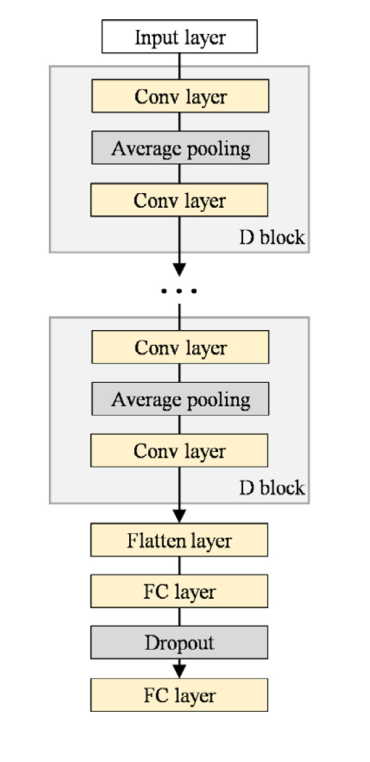 Input layer
Conv layer
Average pooling
Conv layer
D block
...
Conv layer
Average pooling
Conv layer
D block
Flatten layer
FC layer
Dropout
FC layer